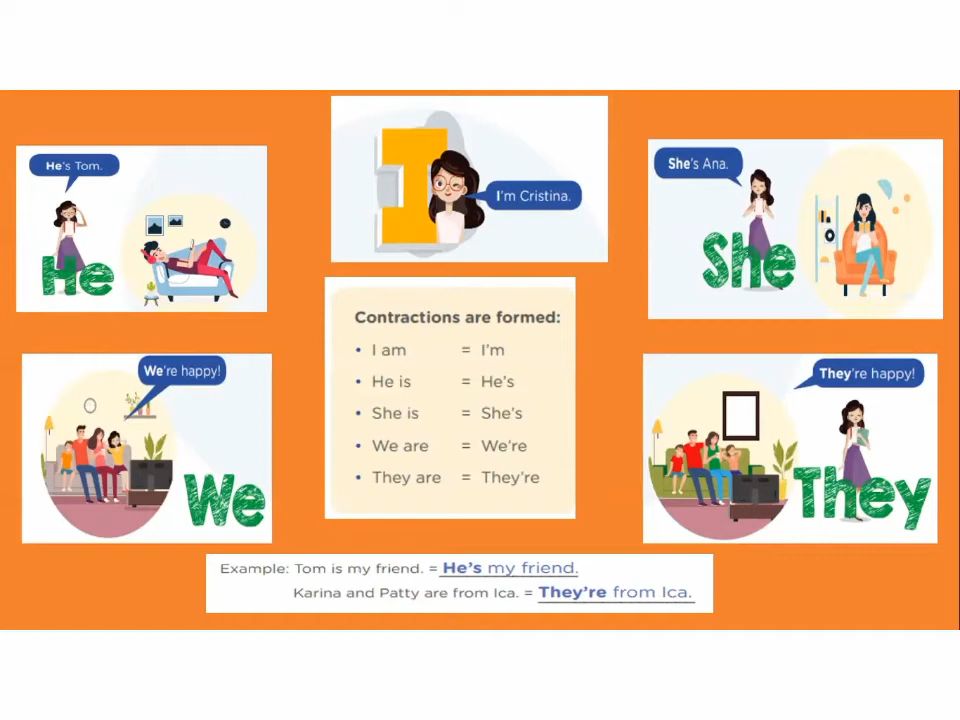 He's Tom.
He
I
I'm Cristina.
She's Ana.
She
Contractions are formed:
• I am = I'm
• He is = He's
• She is = She's
• We are = We're
• They are = They're
We're happy!
We
They're happy!
They
Example: Tom is my friend. = He's my friend.
Karina and Patty are from Ica. = They're from Ica.